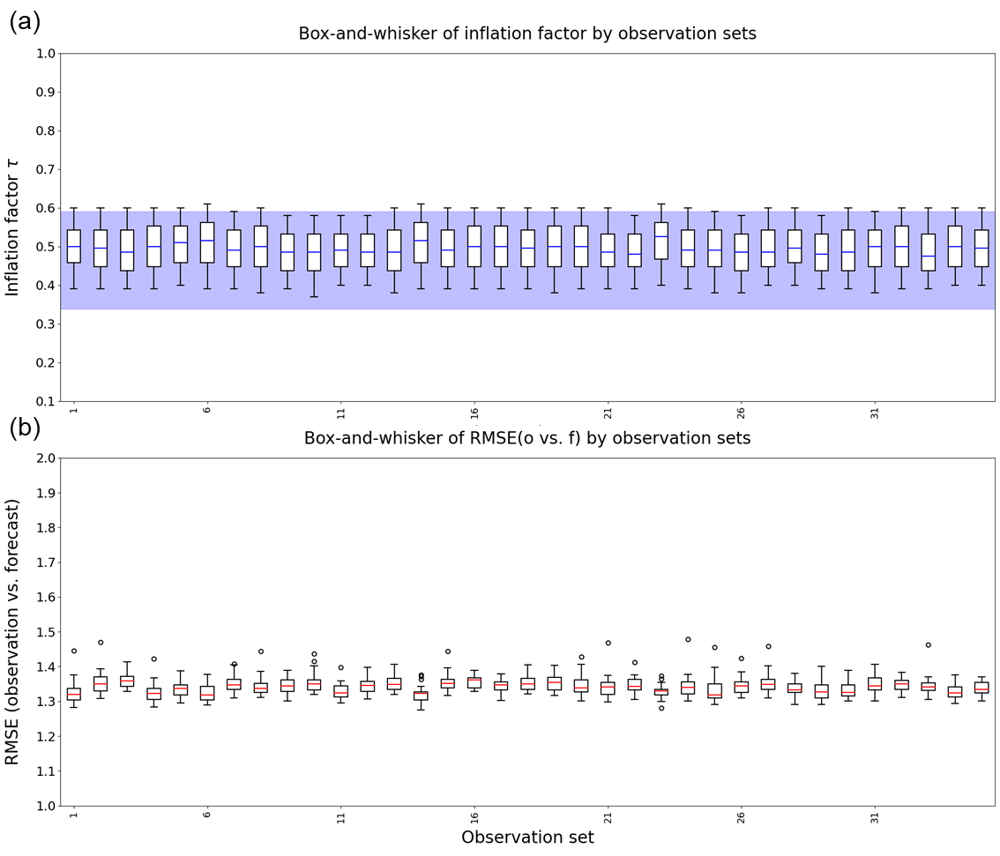 (a)
Box-and-whisker of inflation factor by observation sets
Inflation factor τ
1.0
0.9
0.8
0.7
0.6
0.5
0.4
0.3
0.2
0.1
1 6 11 16 21 26 31
(b)
Box-and-whisker of RMSE(o vs. f) by observation sets
RMSE (observation vs. forecast)
2.0
1.9
1.8
1.7
1.6
1.5
1.4
1.3
1.2
1.1
1.0
1 6 11 16 21 26 31
Observation set